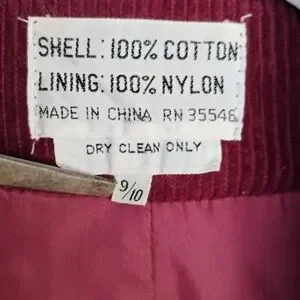 SHELL: 100% COTTON
LINING: 100% NYLON
MADE IN CHINA RN 35546
DRY CLEAN ONLY
9/10